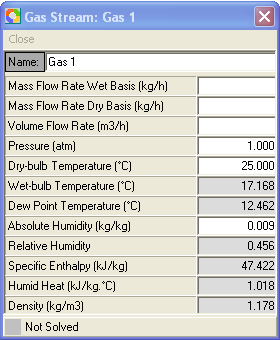 Gas Stream: Gas 1
Close
Name: Gas 1
Mass Flow Rate Wet Basis (kg/h)
Mass Flow Rate Dry Basis (kg/h)
Volume Flow Rate (m3/h)
Pressure (atm) 1.000
Dry-bulb Temperature (°C) 25.000
Wet-bulb Temperature (°C) 17.168
Dew Point Temperature (°C) 12.462
Absolute Humidity (kg/kg) 0.009
Relative Humidity 0.456
Specific Enthalpy (kJ/kg) 47.422
Humid Heat (kJ/kg.°C) 1.018
Density (kg/m3) 1.178
Not Solved